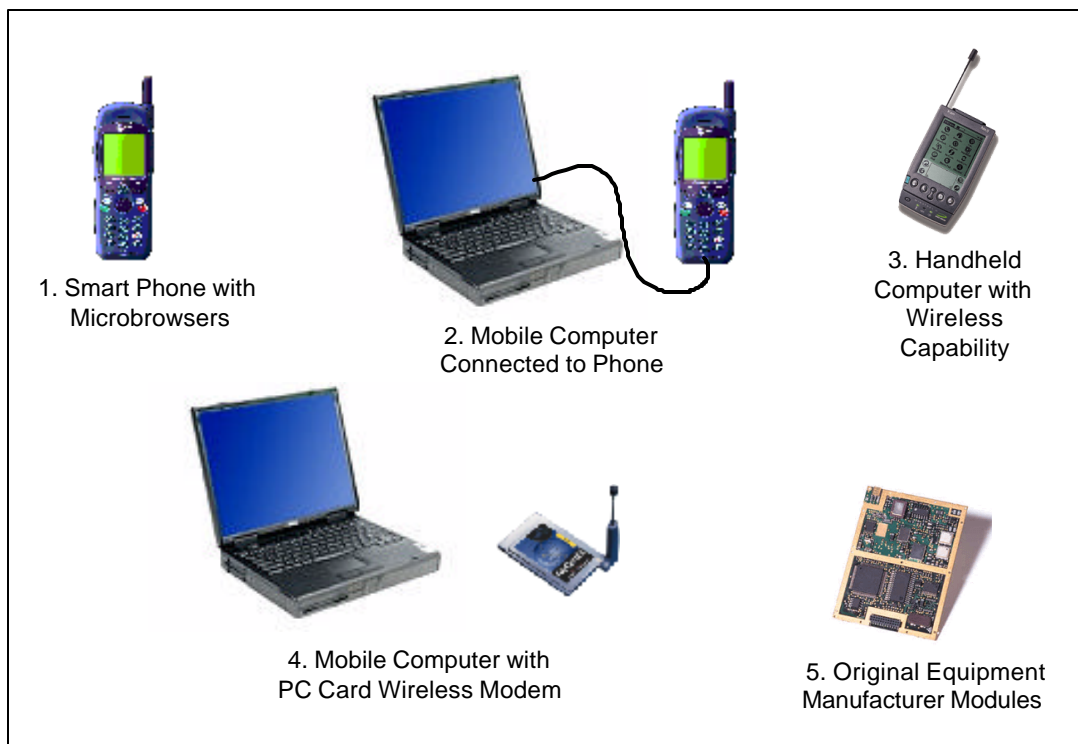 1. Smart Phone with
Microbrowsers
2. Mobile Computer
Connected to Phone
3. Handheld
Computer with
Wireless
Capability
4. Mobile Computer with
PC Card Wireless Modem
5. Original Equipment
Manufacturer Modules